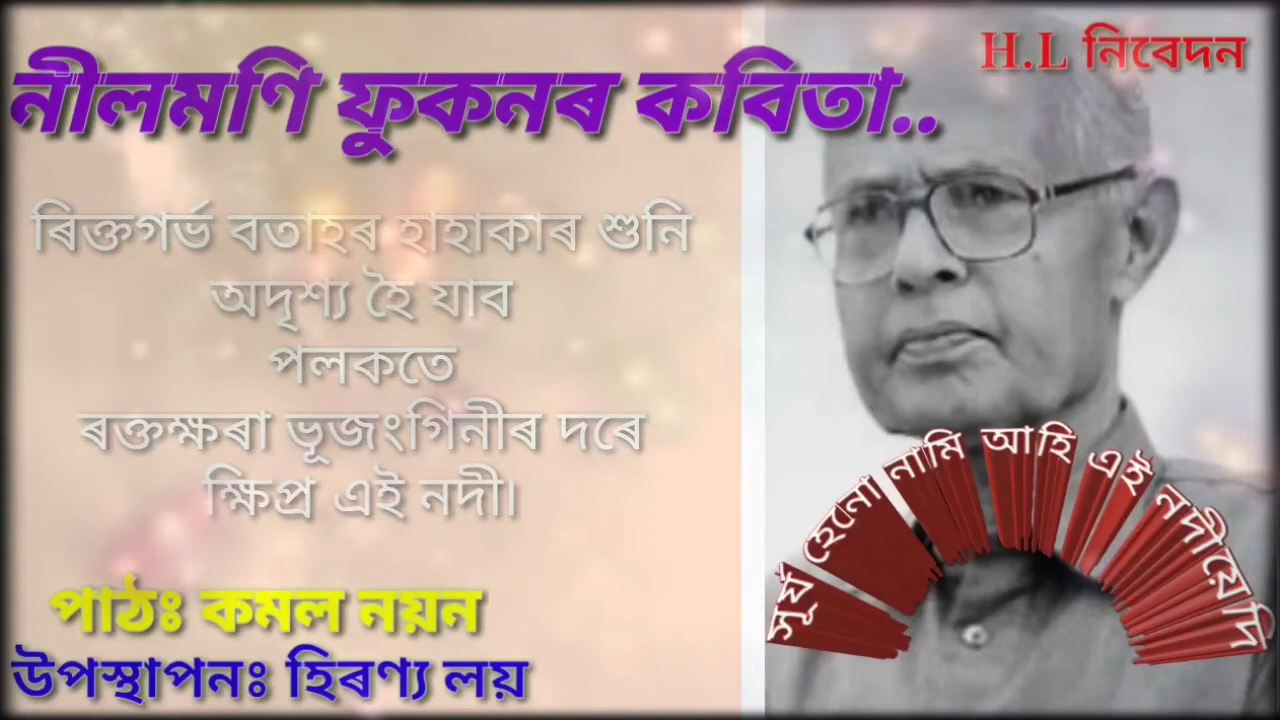 H.L নিবেদন
নীলমণি ফুকনৰ কবিতা..
ৰিক্তগৰ্ভ বতাহৰ হাহাকাৰ শুনি
অদৃশ্য হৈ যাব
পলকতে
ৰক্তক্ষৰা ভূজংগিনীৰ দৰে
ক্ষিপ্ৰ এই নদী।
সূৰ্য হেনো নামি আহি এই নদীয়েদি
পাঠঃ কমল নয়ন
উপস্থাপনঃ হিৰণ্য লয়